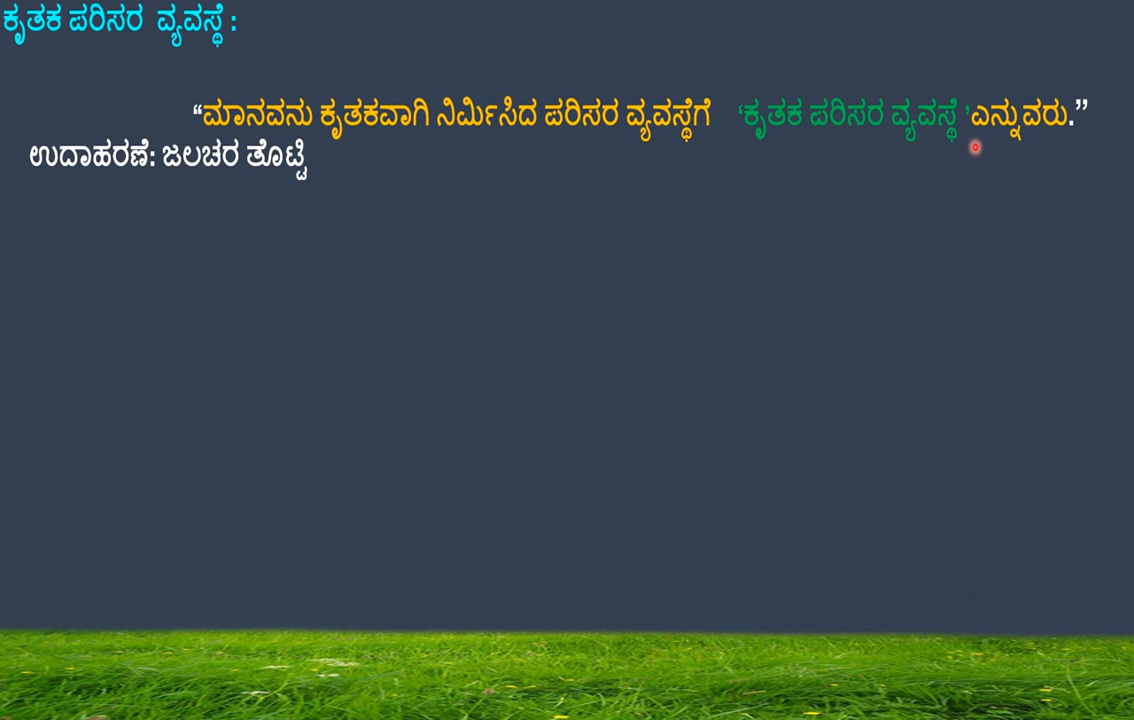 ಕೃತಕ ಪರಿಸರ ವ್ಯವಸ್ಥೆ :
“ಮಾನವನು ಕೃತಕವಾಗಿ ನಿರ್ಮಿಸಿದ ಪರಿಸರ ವ್ಯವಸ್ಥೆಗೆ ‘ಕೃತಕ ಪರಿಸರ ವ್ಯವಸ್ಥೆ ’ಎನ್ನುವರು.”
ಉದಾಹರಣೆ: ಜಲಚರ ತೊಟ್ಟಿ